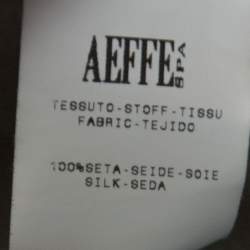 AEFFE SPA
TESSUTO-STOFF-TISSU
FABRIC-TEJIDO
100%SETA-SEIDE-SOIE
SILK-SEDA